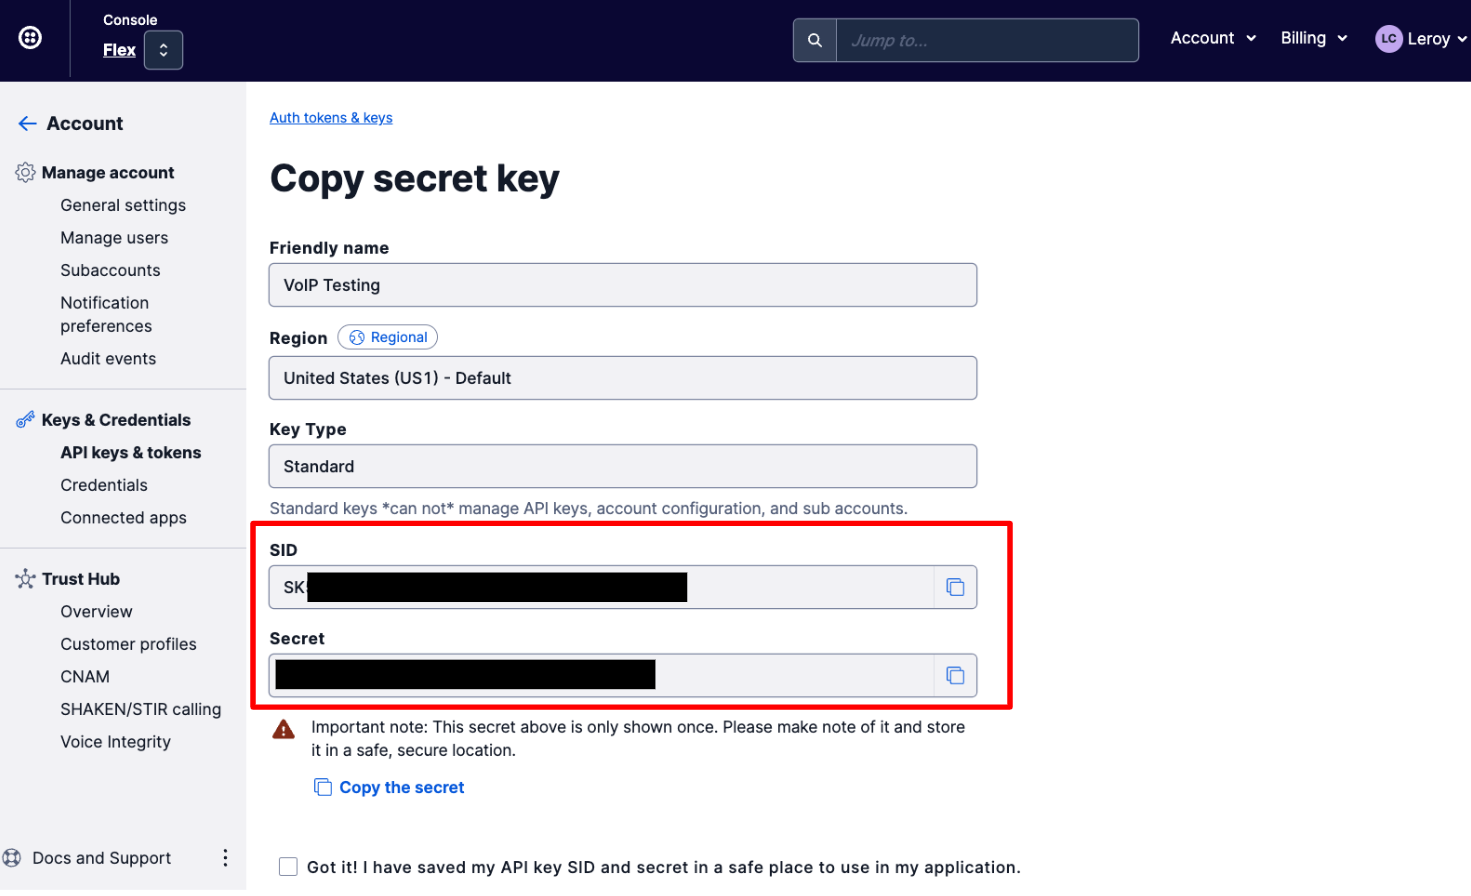 Console
Flex
Jump to...
Account
Billing
LC
Leroy
Account
Manage account
General settings
Manage users
Subaccounts
Notification
preferences
Audit events
Keys & Credentials
API keys & tokens
Credentials
Connected apps
Trust Hub
Overview
Customer profiles
CNAM
SHAKEN/STIR calling
Voice Integrity
Docs and Support
Auth tokens & keys
Copy secret key
Friendly name
VoIP Testing
Region
Regional
United States (US1) - Default
Key Type
Standard
Standard keys *can not* manage API keys, account configuration, and sub accounts.
SID
SK
Secret
Important note: This secret above is only shown once. Please make note of it and store
it in a safe, secure location.
Copy the secret
Got it! I have saved my API key SID and secret in a safe place to use in my application.